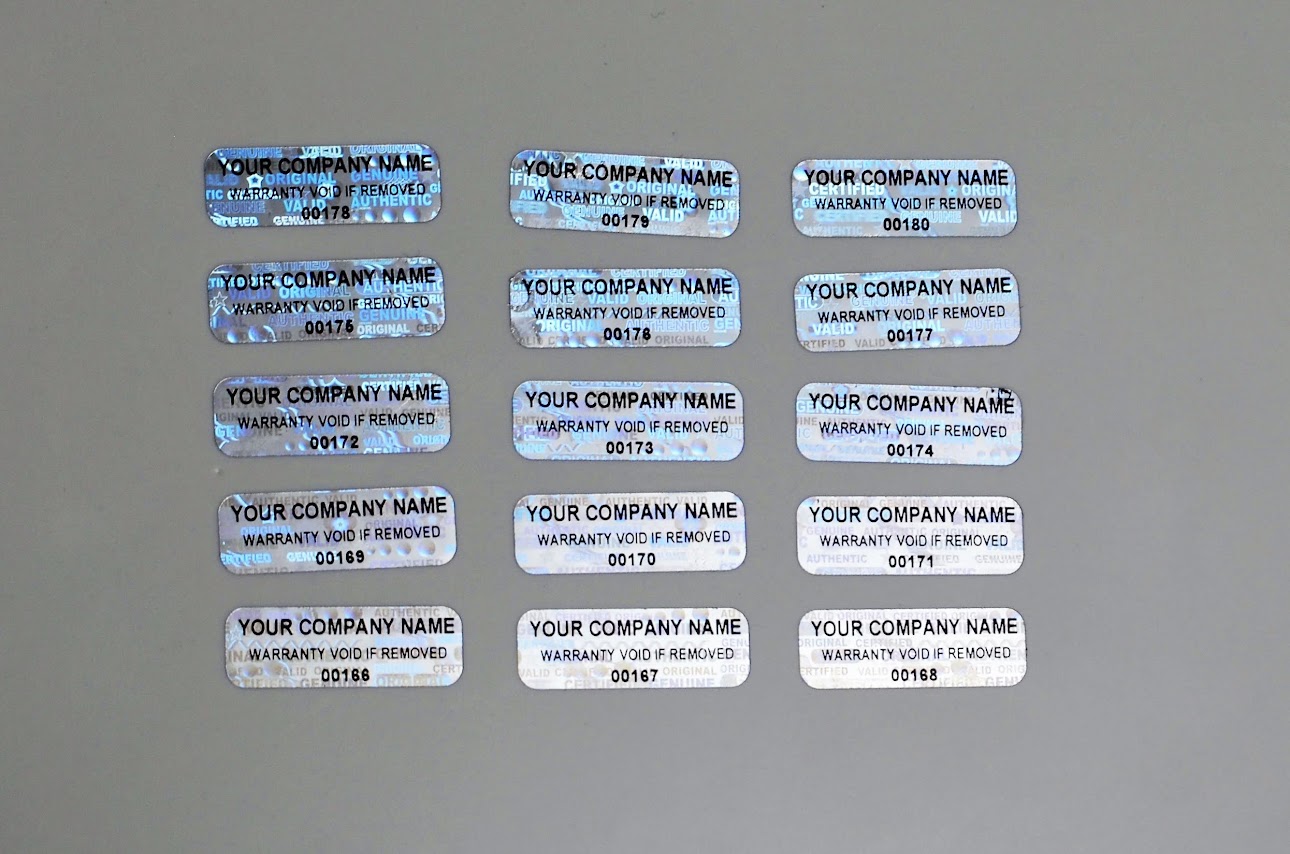 YOUR COMPANY NAME
WARRANTY VOID IF REMOVED
00178
YOUR COMPANY NAME
WARRANTY VOID IF REMOVED
00179
YOUR COMPANY NAME
WARRANTY VOID IF REMOVED
00180
YOUR COMPANY NAME
WARRANTY VOID IF REMOVED
00175
YOUR COMPANY NAME
WARRANTY VOID IF REMOVED
00176
YOUR COMPANY NAME
WARRANTY VOID IF REMOVED
00177
YOUR COMPANY NAME
WARRANTY VOID IF REMOVED
00172
YOUR COMPANY NAME
WARRANTY VOID IF REMOVED
00173
YOUR COMPANY NAME
WARRANTY VOID IF REMOVED
00174
YOUR COMPANY NAME
WARRANTY VOID IF REMOVED
00169
YOUR COMPANY NAME
WARRANTY VOID IF REMOVED
00170
YOUR COMPANY NAME
WARRANTY VOID IF REMOVED
00171
YOUR COMPANY NAME
WARRANTY VOID IF REMOVED
00166
YOUR COMPANY NAME
WARRANTY VOID IF REMOVED
00167
YOUR COMPANY NAME
WARRANTY VOID IF REMOVED
00168